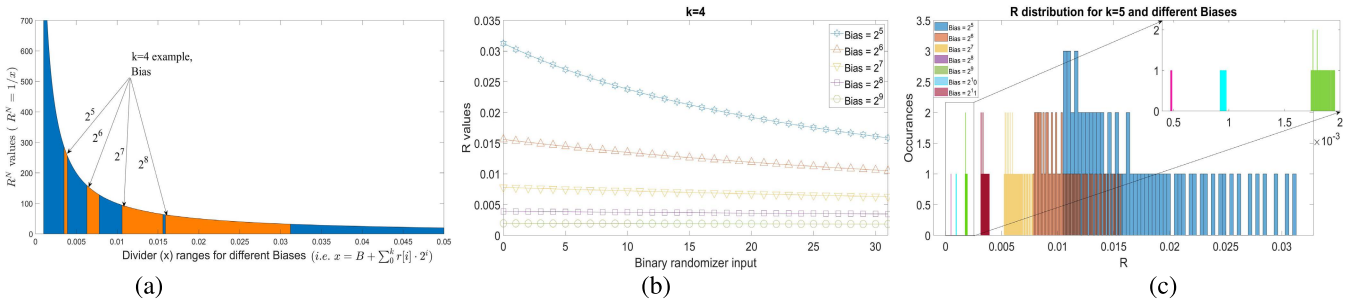 700
600
500
400
300
200
100
0
R^N values ( R^N = 1/x)
k=4 example,
Bias
2^5
2^6
2^7
2^8
0
0.005
0.01
0.015
0.02
0.025
0.03
0.035
0.04
0.045
0.05
Divider (x) ranges for different Biases (i.e. x = B + ∑_0^k r[i] · 2^i)
(a)
k=4
0.035
0.03
0.025
0.02
0.015
0.01
0.005
0
R values
Bias = 2^5
Bias = 2^6
Bias = 2^7
Bias = 2^8
Bias = 2^9
0
5
10
15
20
25
30
Binary randomizer input
(b)
R distribution for k=5 and different Biases
3.5
3
2.5
2
1.5
1
0.5
0
Occurances
Bias = 2^7
Bias = 2^8
Bias = 2^9
Bias = 2^10
Bias = 2^11
2
1
0
0.5
1
1.5
2
×10^-3
0
0.005
0.01
0.015
0.02
0.025
0.03
R
(c)